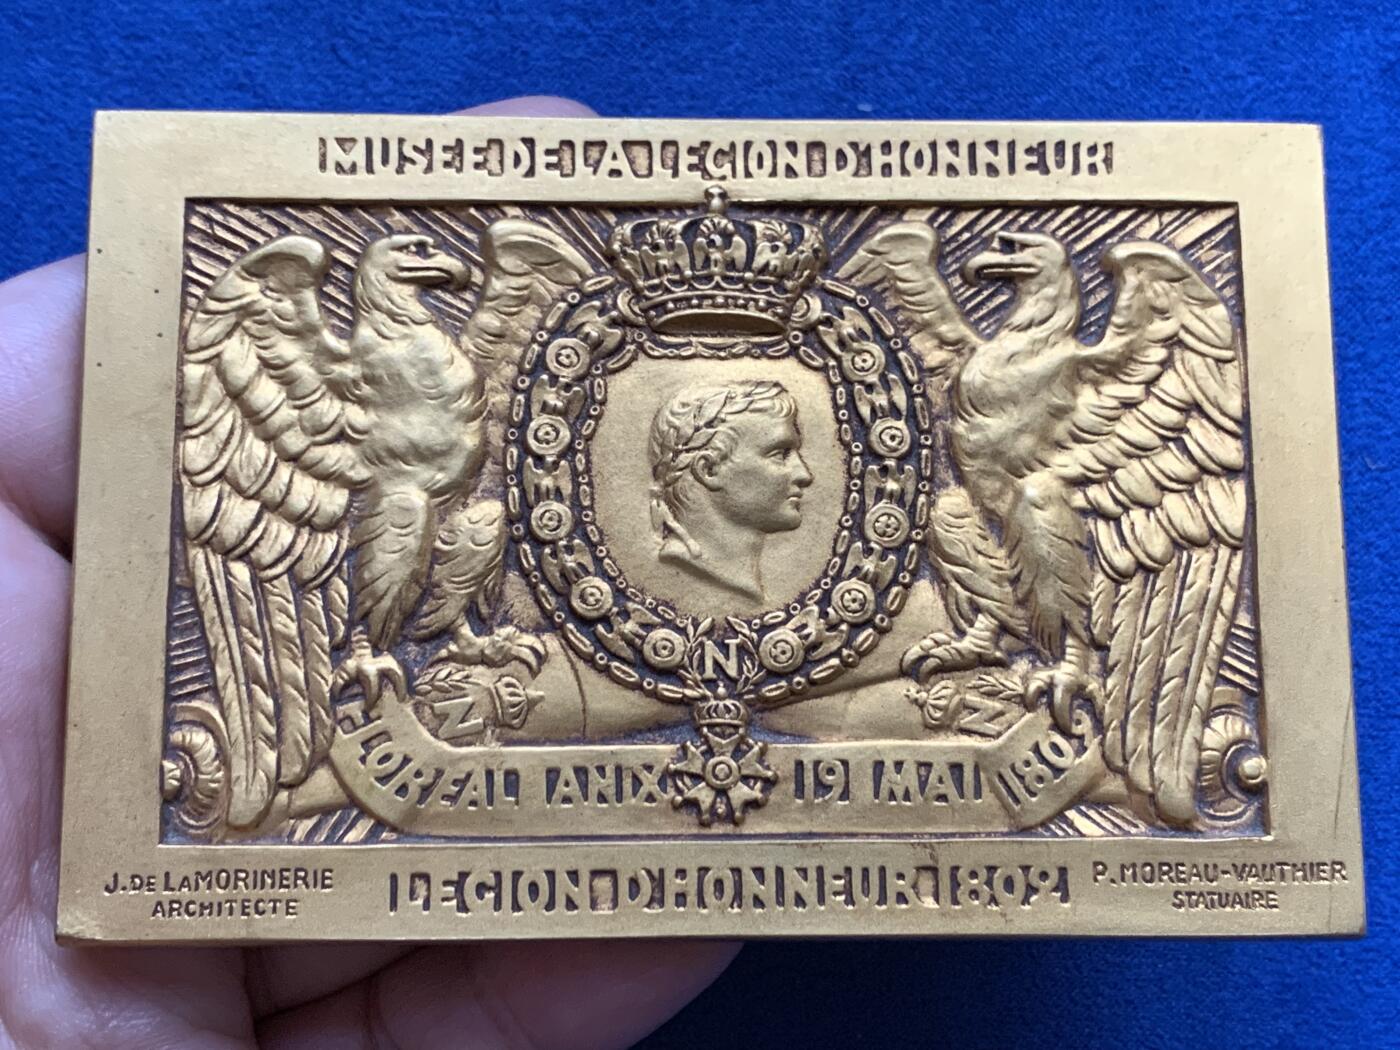 MUSEE DE LA LEGION D'HONNEUR
N
N
N
FLOREAL AN X 19 MAI 1802
LEGION D'HONNEUR 1802
J. DE LAMORINERIE
ARCHITECTE
P. MOREAU-VAUTHIER
STATUAIRE